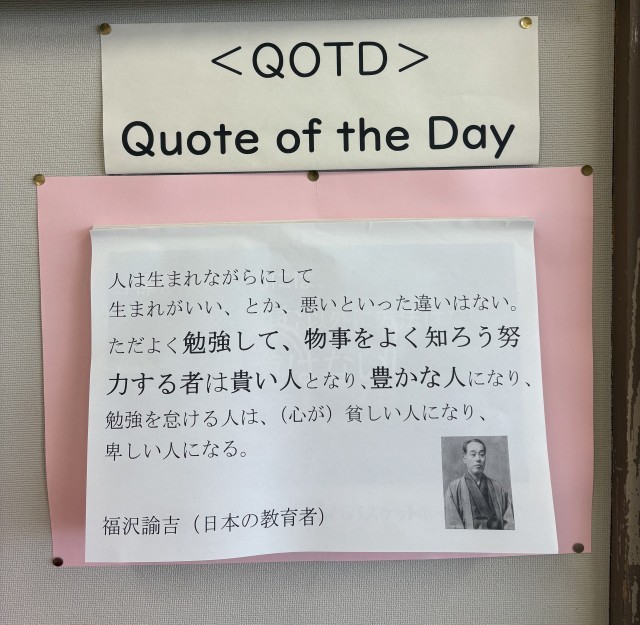 ＜QOTD＞
Quote of the Day
人は生まれながらにして
生まれがいい、とか、悪いといった違いはない。
ただよく勉強して、物事をよく知ろう努
力する者は貴い人となり、豊かな人になり、
勉強を怠ける人は、（心が）貧しい人になり、
卑しい人になる。
福沢諭吉（日本の教育者）